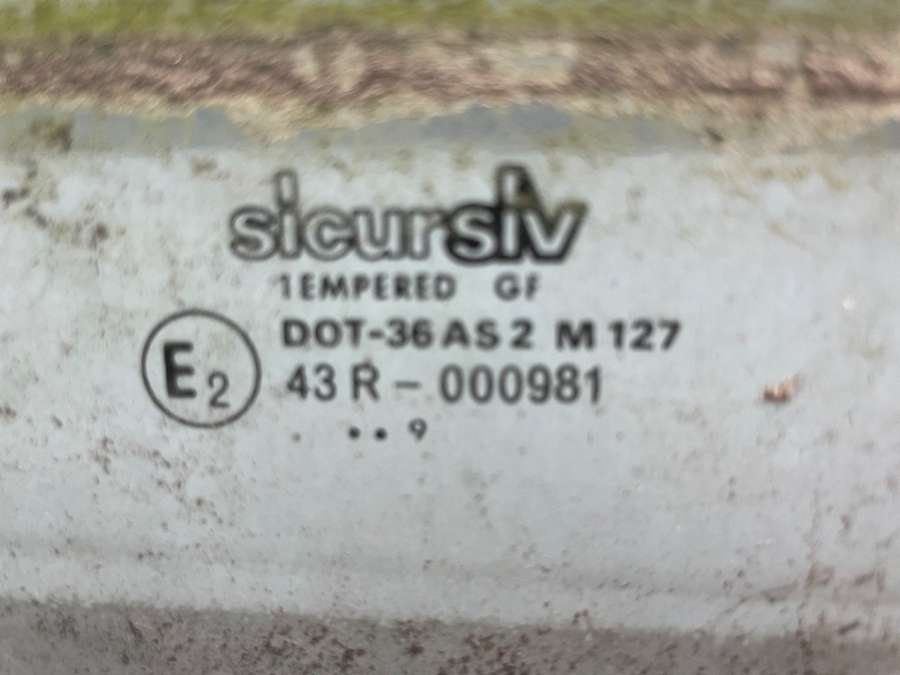 sicursiv
TEMPERED GF
DOT-36 AS 2 M 127
E2
43 R - 000981
.. 9